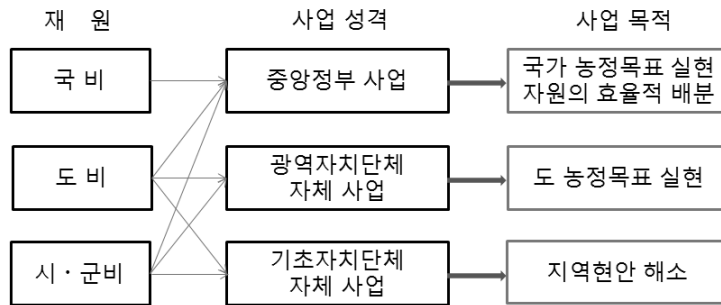 재 원
사업 성격
사업 목적
국 비
중앙정부 사업
국가 농정목표 실현
자원의 효율적 배분
도 비
광역자치단체
자체 사업
도 농정목표 실현
시・군비
기초자치단체
자체 사업
지역현안 해소